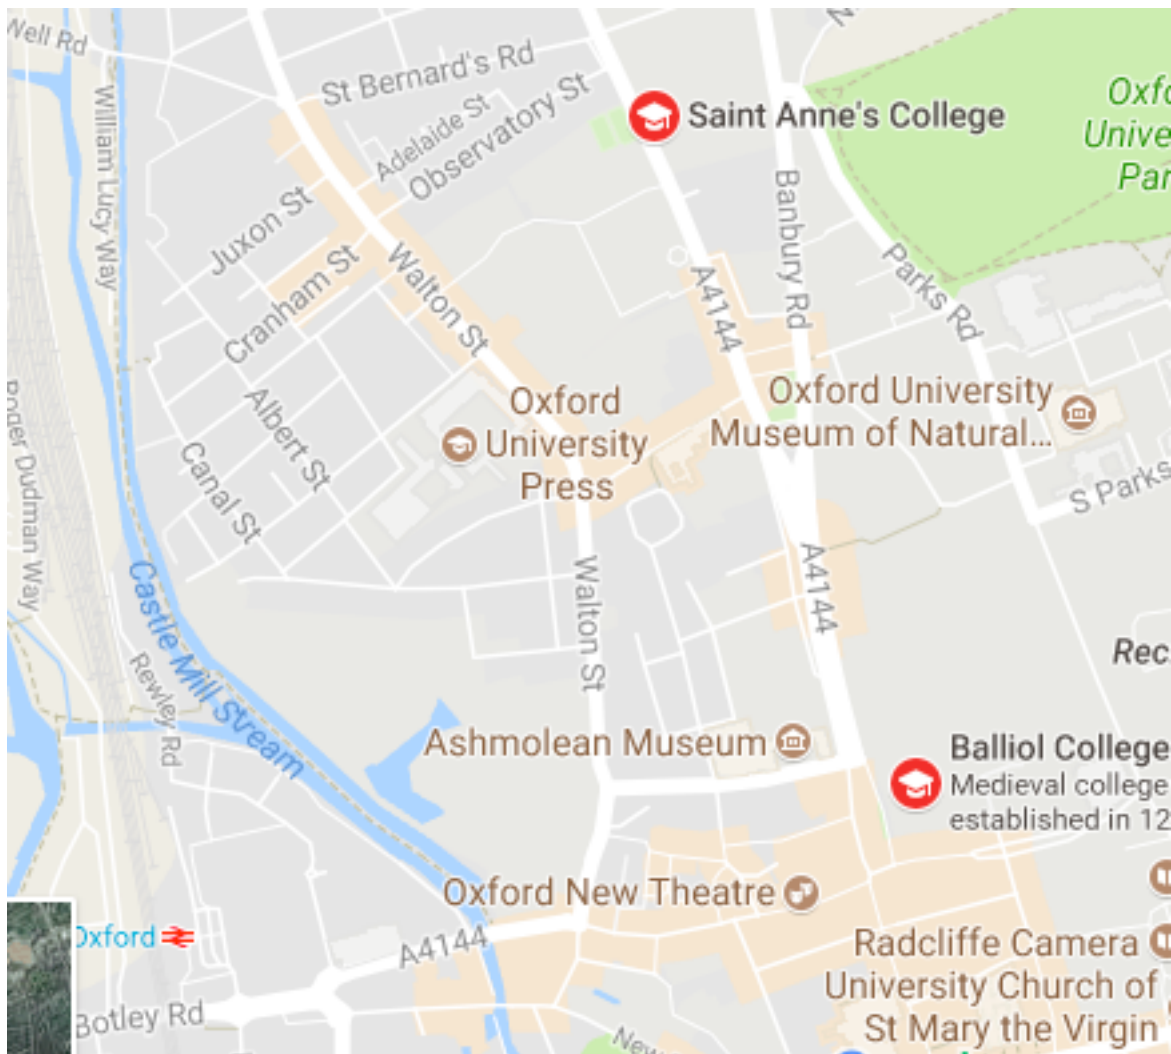 Well Rd
William Lucy Way
St Bernard's Rd
Adelaide St
Observatory St
Saint Anne's College
Oxfo
Unive
Par
Juxon St
Cranham St
Walton St
A4144
Banbury Rd
Parks Rd
Roger Dudman Way
Albert St
Canal St
Oxford
University
Press
Oxford University
Museum of Natural...
S Parks
Castle Mill Stream
Rewley Rd
Walton St
A4144
Rec
Ashmolean Museum
Balliol College
Medieval college
established in 12
Oxford New Theatre
Oxford
A4144
Radcliffe Camera
University Church of
St Mary the Virgin
Botley Rd
New